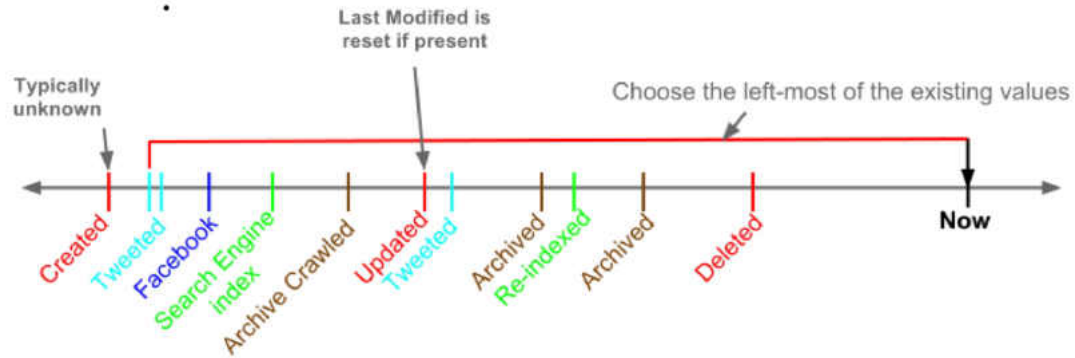 Last Modified is
reset if present
Typically
unknown
Choose the left-most of the existing values
Created
Tweeted
Facebook
Search Engine
index
Archive Crawled
Updated
Tweeted
Archived
Re-indexed
Archived
Deleted
Now